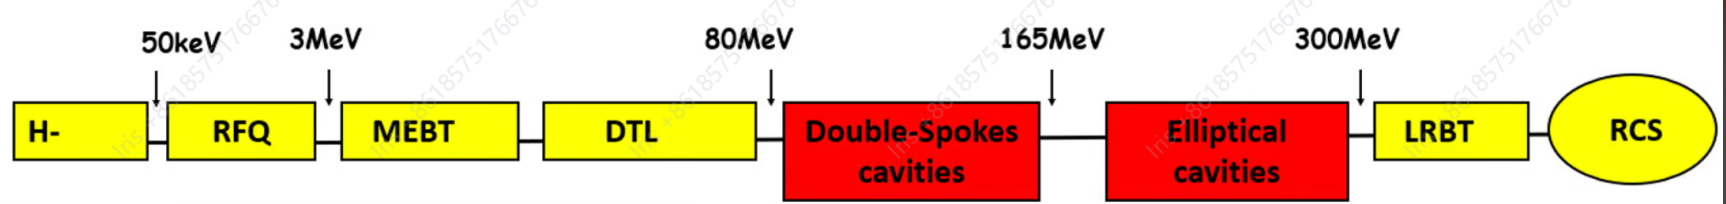 50keV
3MeV
80MeV
165MeV
300MeV
H-
RFQ
MEBT
DTL
Double-Spokes
cavities
Elliptical
cavities
LRBT
RCS